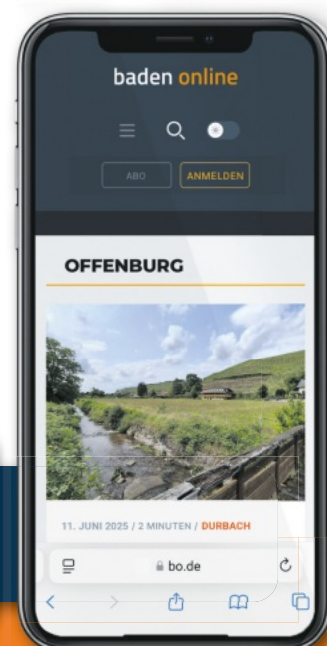 baden online
ABO
ANMELDEN
OFFENBURG
11. JUNI 2025 / 2 MINUTEN / DURBACH
bo.de